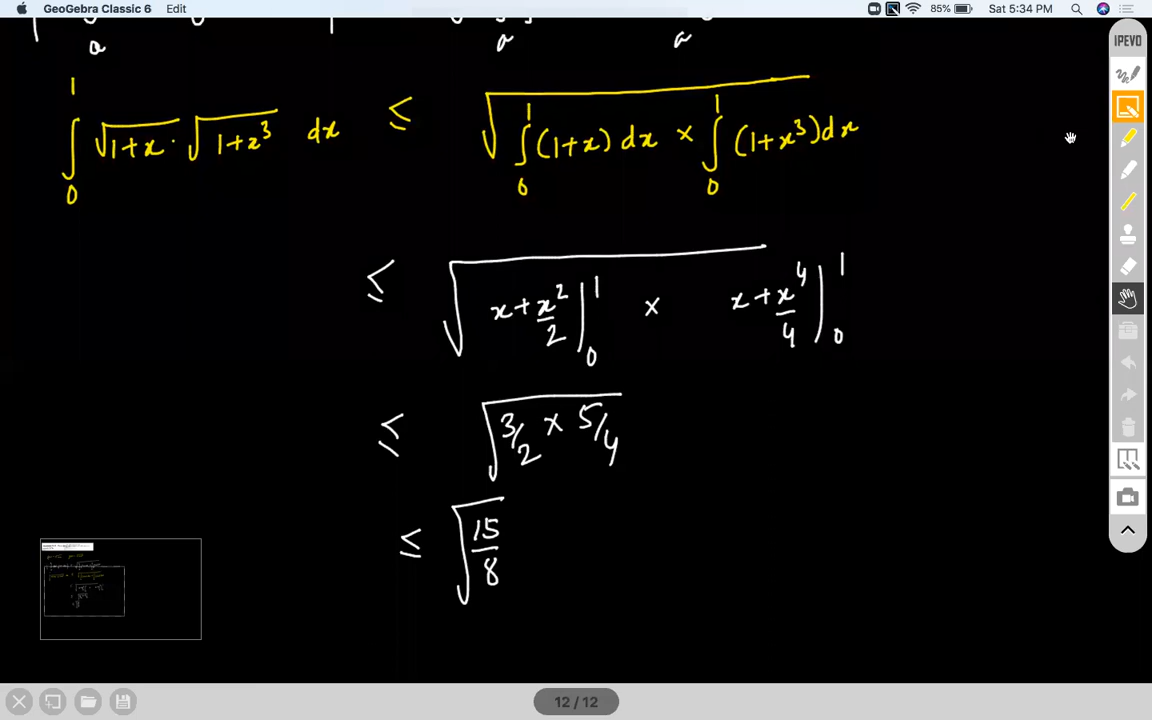 GeoGebra Classic 6 Edit 85% Sat 5:34 PM
a a a
∫₀¹ √(1+x) · √(1+x³) dx ≤ √(∫₀¹ (1+x) dx × ∫₀¹ (1+x³) dx)
IPEVO
≤ √(x + x²/2 |₀¹ × x + x⁴/4 |₀¹)
≤ √(3/2 × 5/4)
≤ √(15/8)
12 / 12